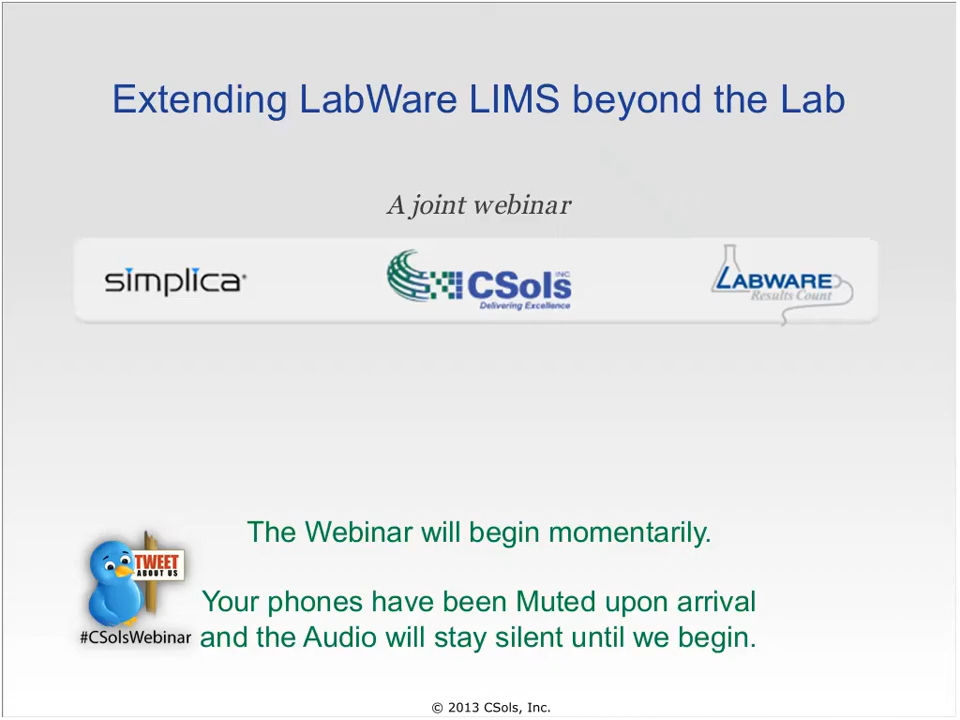 Extending LabWare LIMS beyond the Lab
A joint webinar
simplica
CSols INC
Delivering Excellence
LABWARE
Results Count
The Webinar will begin momentarily.
TWEET
ABOUT US
Your phones have been Muted upon arrival
and the Audio will stay silent until we begin.
#CSolsWebinar
© 2013 CSols, Inc.